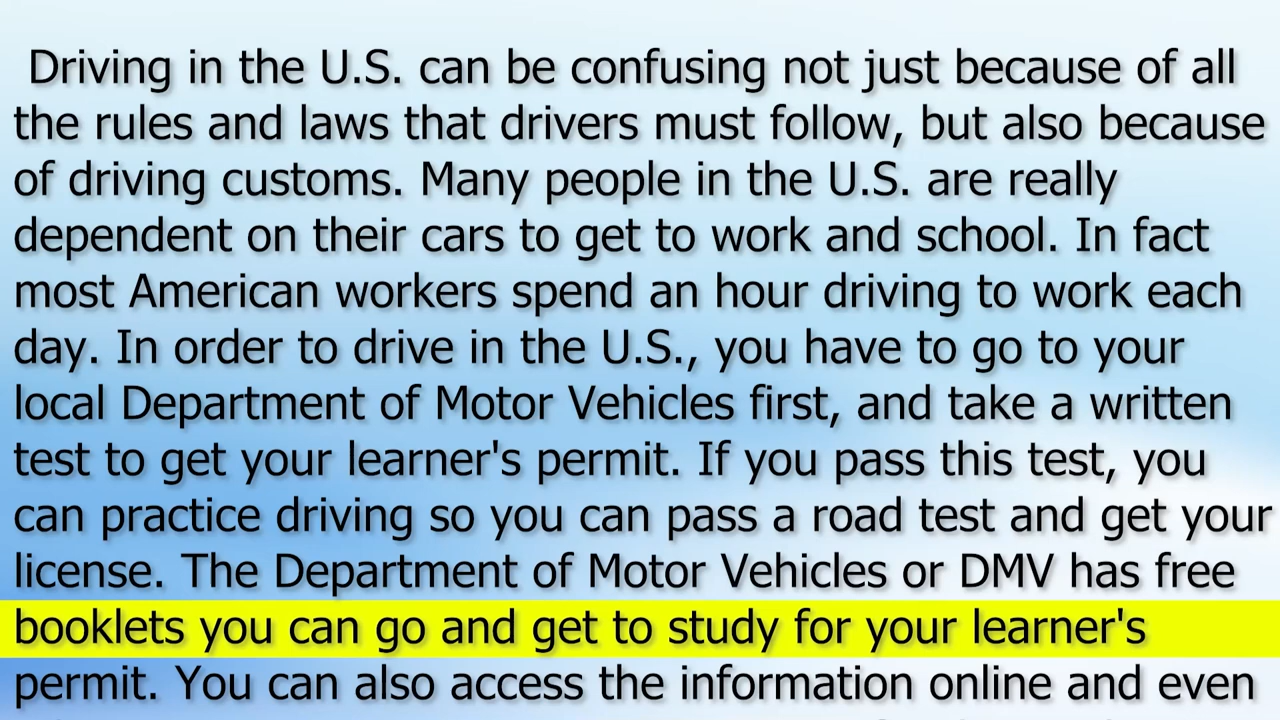 Driving in the U.S. can be confusing not just because of all
the rules and laws that drivers must follow, but also because
of driving customs. Many people in the U.S. are really
dependent on their cars to get to work and school. In fact
most American workers spend an hour driving to work each
day. In order to drive in the U.S., you have to go to your
local Department of Motor Vehicles first, and take a written
test to get your learner's permit. If you pass this test, you
can practice driving so you can pass a road test and get your
license. The Department of Motor Vehicles or DMV has free
booklets you can go and get to study for your learner's
permit. You can also access the information online and even